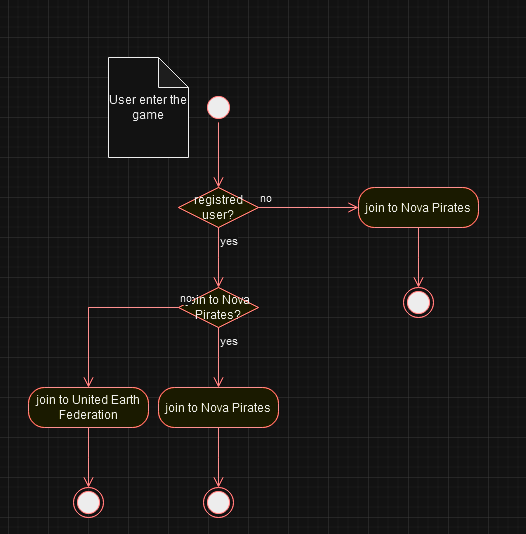 User enter the
game
registred
user?
no
join to Nova Pirates
yes
no
join to Nova
Pirates?
yes
join to United Earth
Federation
join to Nova Pirates